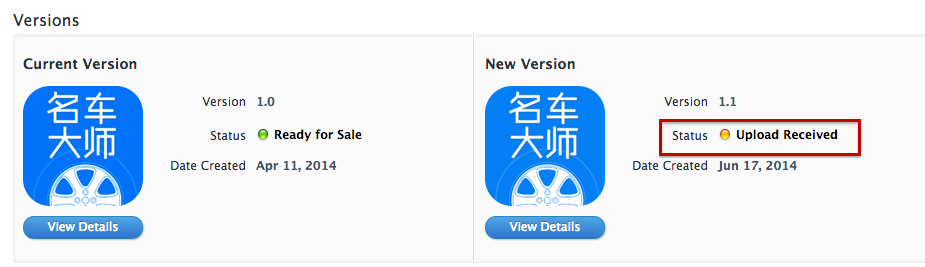 Versions
Current Version
名车
大师
Version 1.0
Status Ready for Sale
Date Created Apr 11, 2014
View Details
New Version
名车
大师
Version 1.1
Status Upload Received
Date Created Jun 17, 2014
View Details